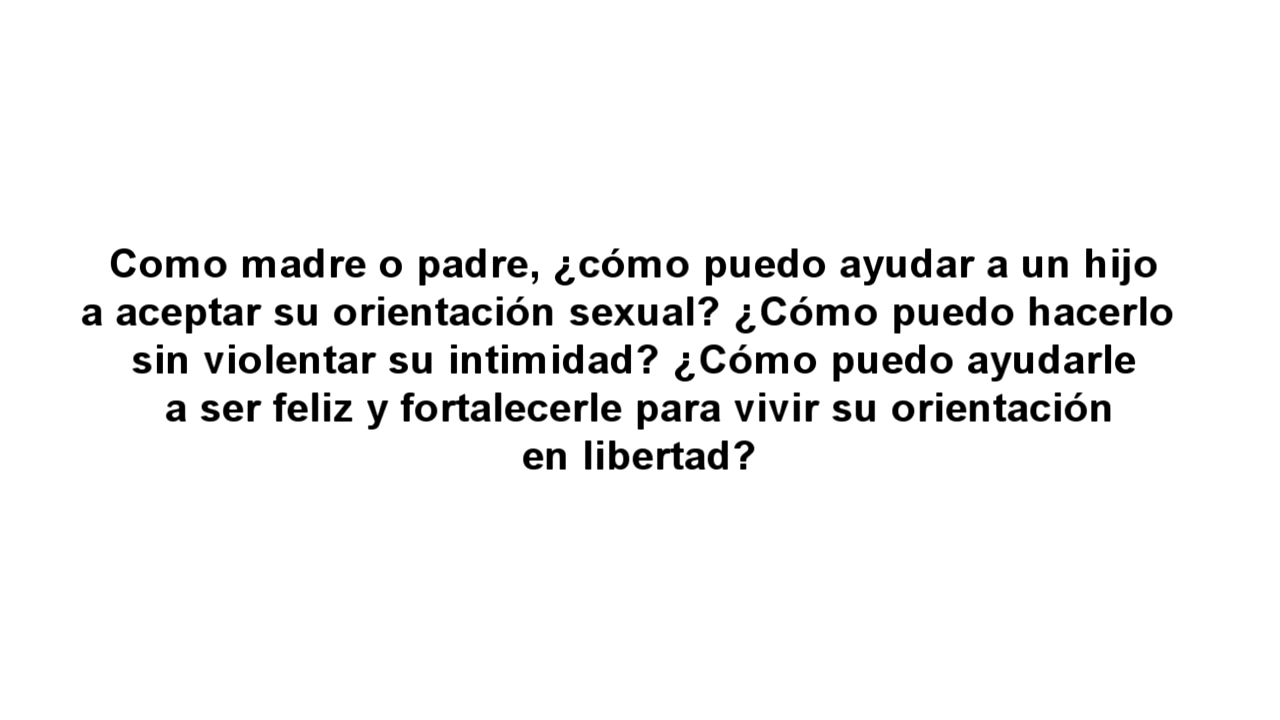 Como madre o padre, ¿cómo puedo ayudar a un hijo
a aceptar su orientación sexual? ¿Cómo puedo hacerlo
sin violentar su intimidad? ¿Cómo puedo ayudarle
a ser feliz y fortalecerle para vivir su orientación
en libertad?